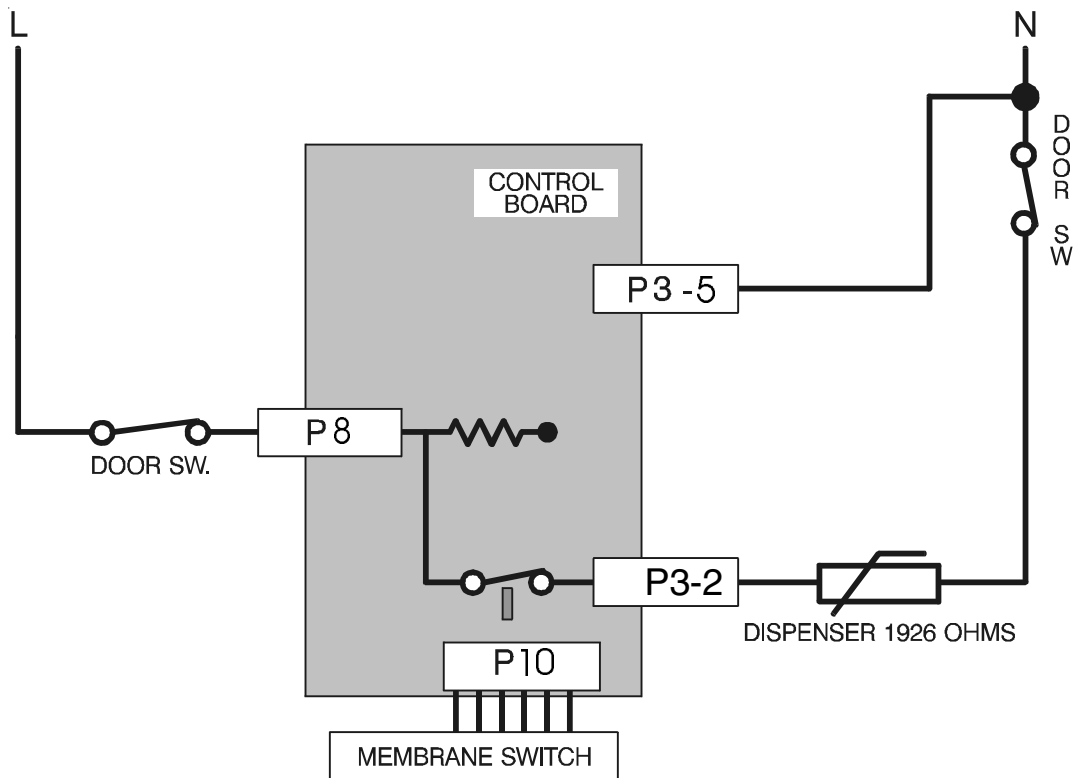 L
N
DOOR SW
CONTROL
BOARD
P3-5
P8
DOOR SW.
P3-2
DISPENSER 1926 OHMS
P10
MEMBRANE SWITCH